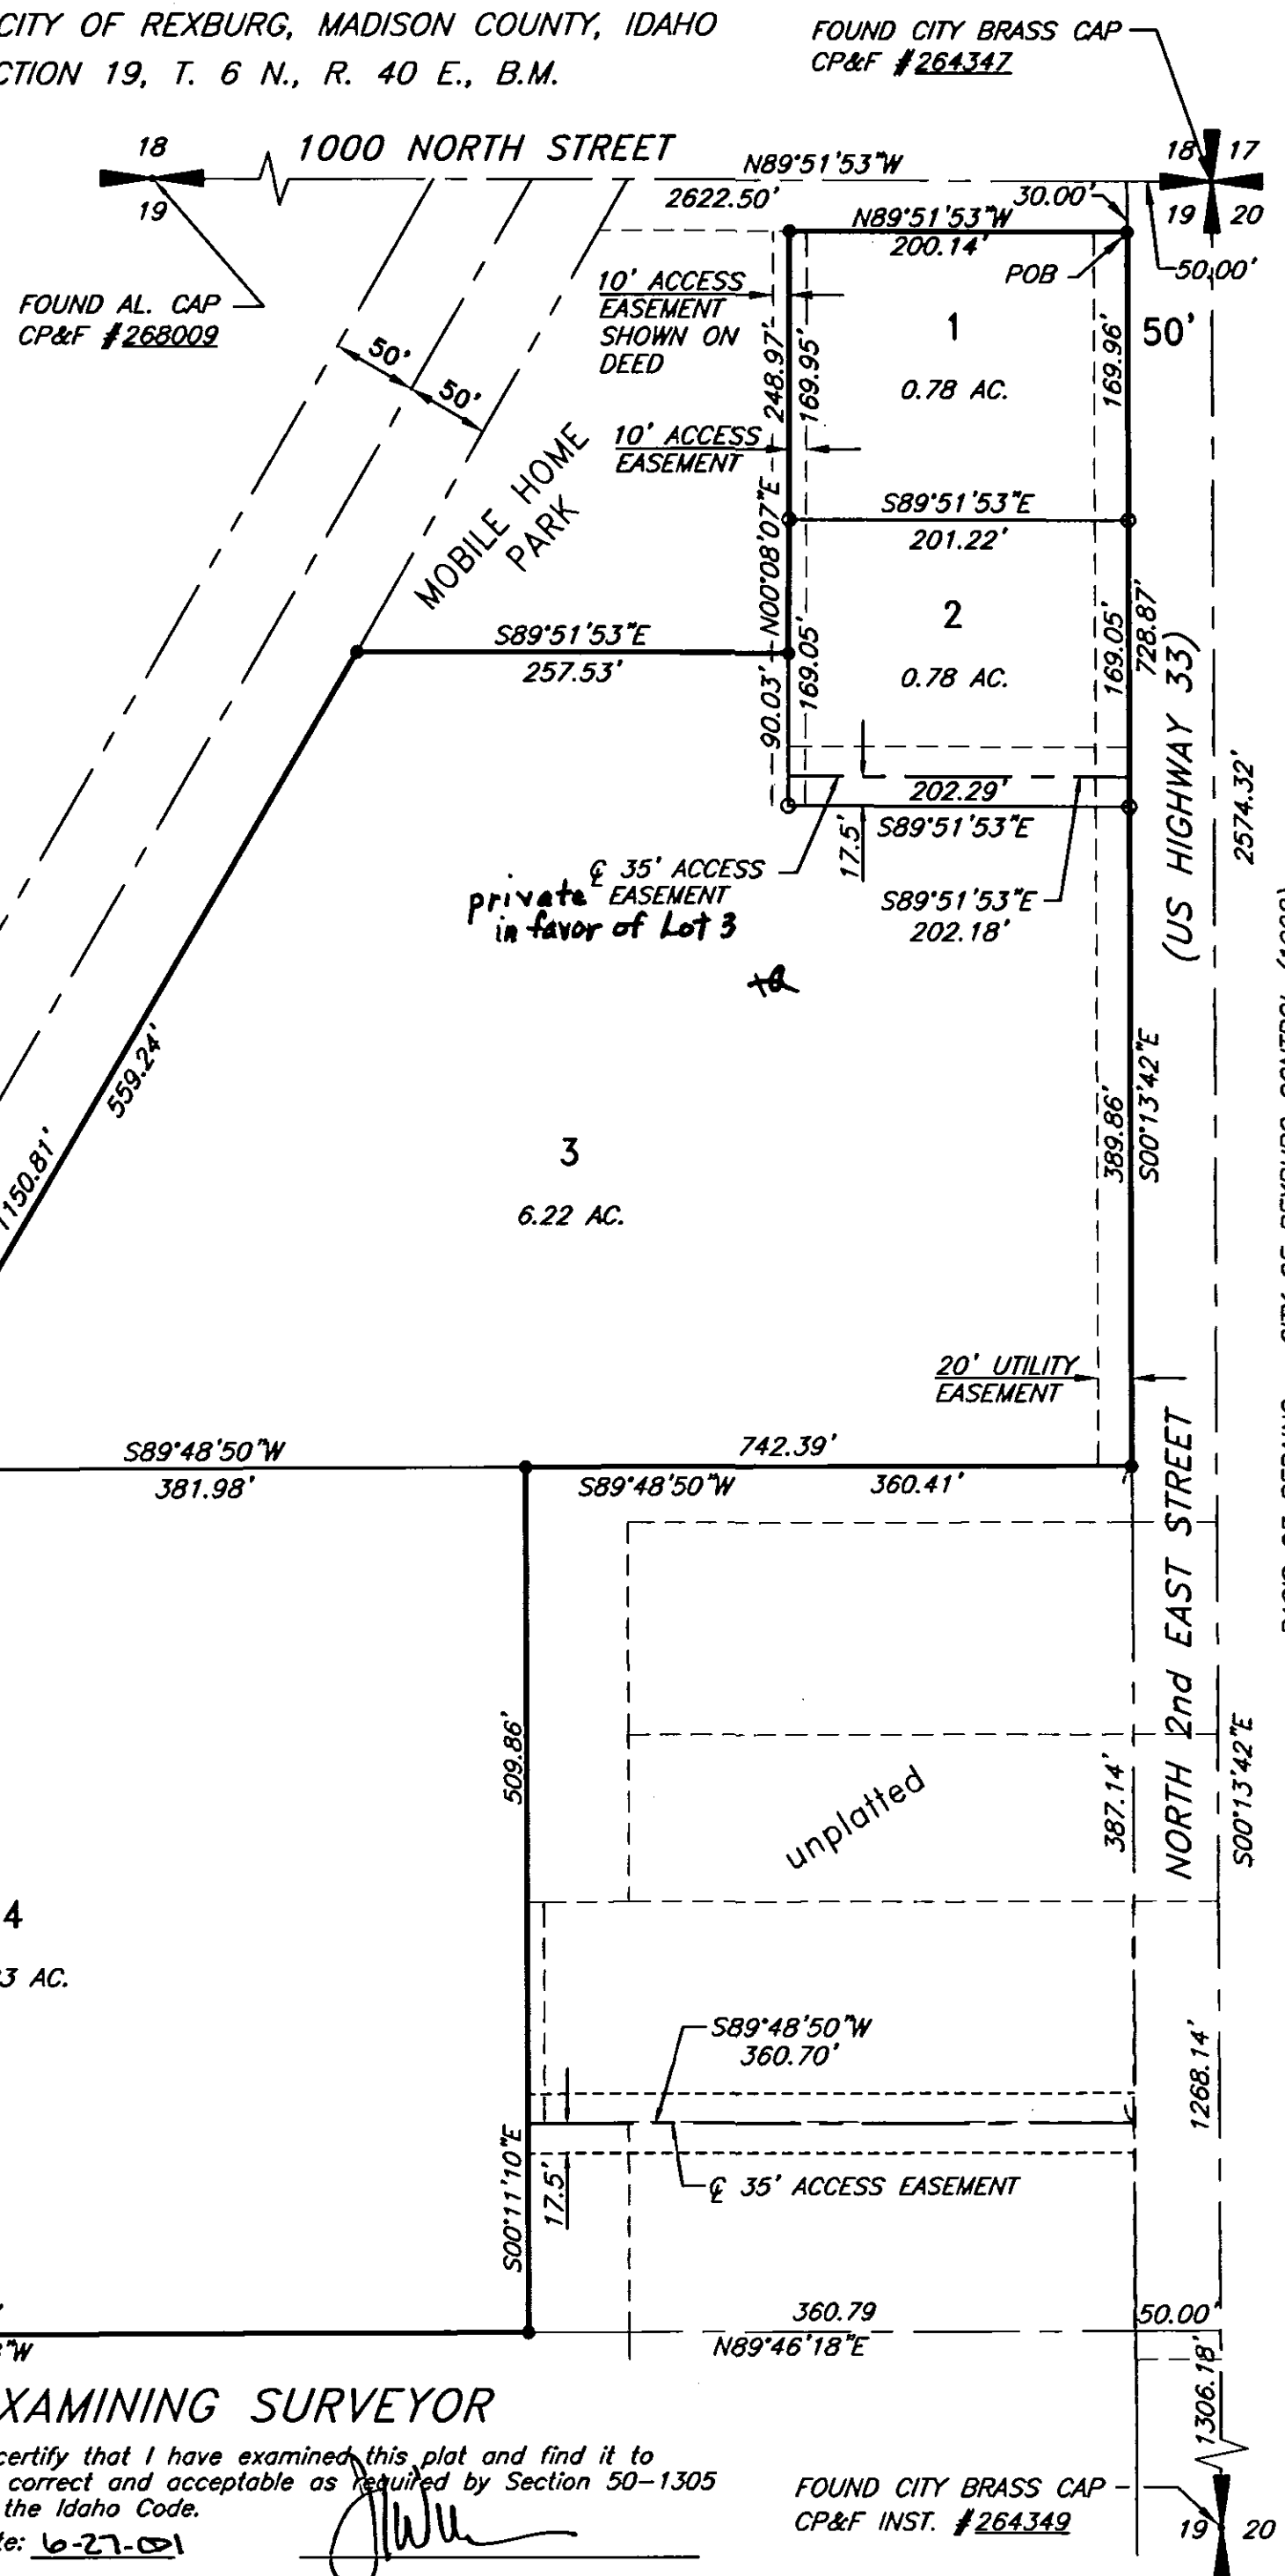 CITY OF REXBURG, MADISON COUNTY, IDAHO
CTION 19, T. 6 N., R. 40 E., B.M.
FOUND CITY BRASS CAP
CP&F #264347
18
19
1000 NORTH STREET
N89°51'53"W
2622.50'
30.00'
18 17
19 20
FOUND AL. CAP
CP&F #268009
N89°51'53"W
200.14'
POB
50.00'
50'
50'
50'
10' ACCESS
EASEMENT
SHOWN ON
DEED
248.97'
169.95'
1
0.78 AC.
169.96'
10' ACCESS
EASEMENT
MOBILE HOME
PARK
N00°08'07"E
S89°51'53"E
201.22'
S89°51'53"E
257.53'
90.03'
169.05'
2
0.78 AC.
169.05'
728.87'
(US HIGHWAY 33)
2574.32'
202.29'
S89°51'53"E
17.5'
℄ 35' ACCESS
EASEMENT
private
in favor of Lot 3
S89°51'53"E
202.18'
559.24'
1150.81'
3
6.22 AC.
389.86'
S00°13'42"E
20' UTILITY
EASEMENT
S89°48'50"W
381.98'
742.39'
S89°48'50"W
360.41'
NORTH 2nd EAST STREET
509.86'
unplatted
387.14'
S00°13'42"E
4
3 AC.
S89°48'50"W
360.70'
1268.14'
S00°11'10"E
17.5'
℄ 35' ACCESS EASEMENT
"W
360.79
N89°46'18"E
50.00'
1306.18'
XAMINING SURVEYOR
certify that I have examined this plat and find it to
correct and acceptable as required by Section 50-1305
the Idaho Code.
te: 6-27-001
FOUND CITY BRASS CAP
CP&F INST. #264349
19 20